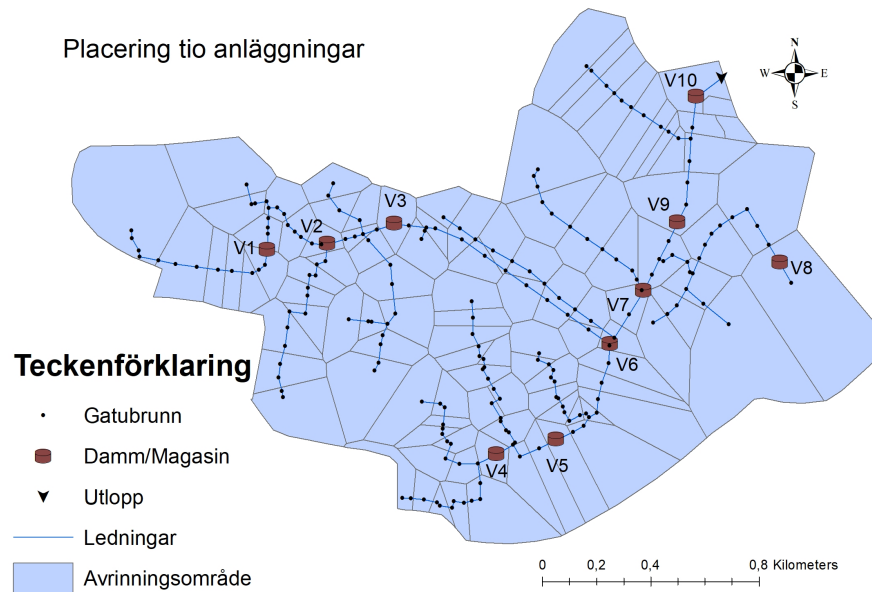 Placering tio anläggningar
N
W E
S
V10
V3
V9
V2
V1
V8
V7
V6
V4
V5
Teckenförklaring
Gatubrunn
Damm/Magasin
Utlopp
Ledningar
Avrinningsområde
0 0,2 0,4 0,8 Kilometers